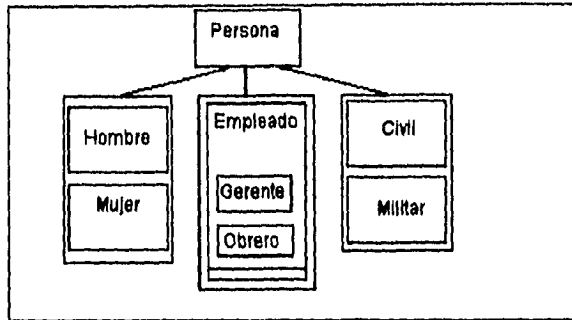 Persona
Hombre
Mujer
Empleado
Gerente
Obrero
Civil
Militar